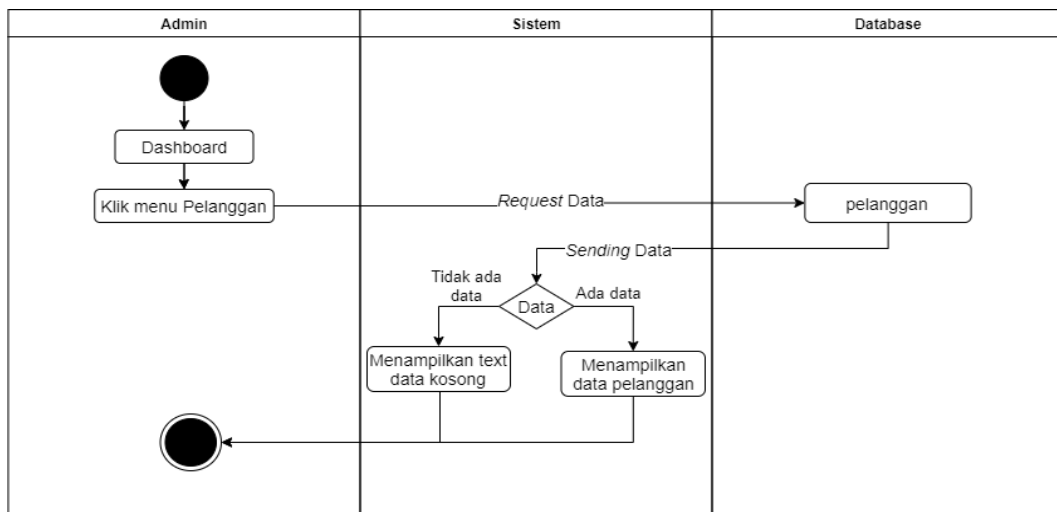 Admin
Sistem
Database
Dashboard
Klik menu Pelanggan
Request Data
pelanggan
Sending Data
Tidak ada
data
Data
Ada data
Menampilkan text
data kosong
Menampilkan
data pelanggan